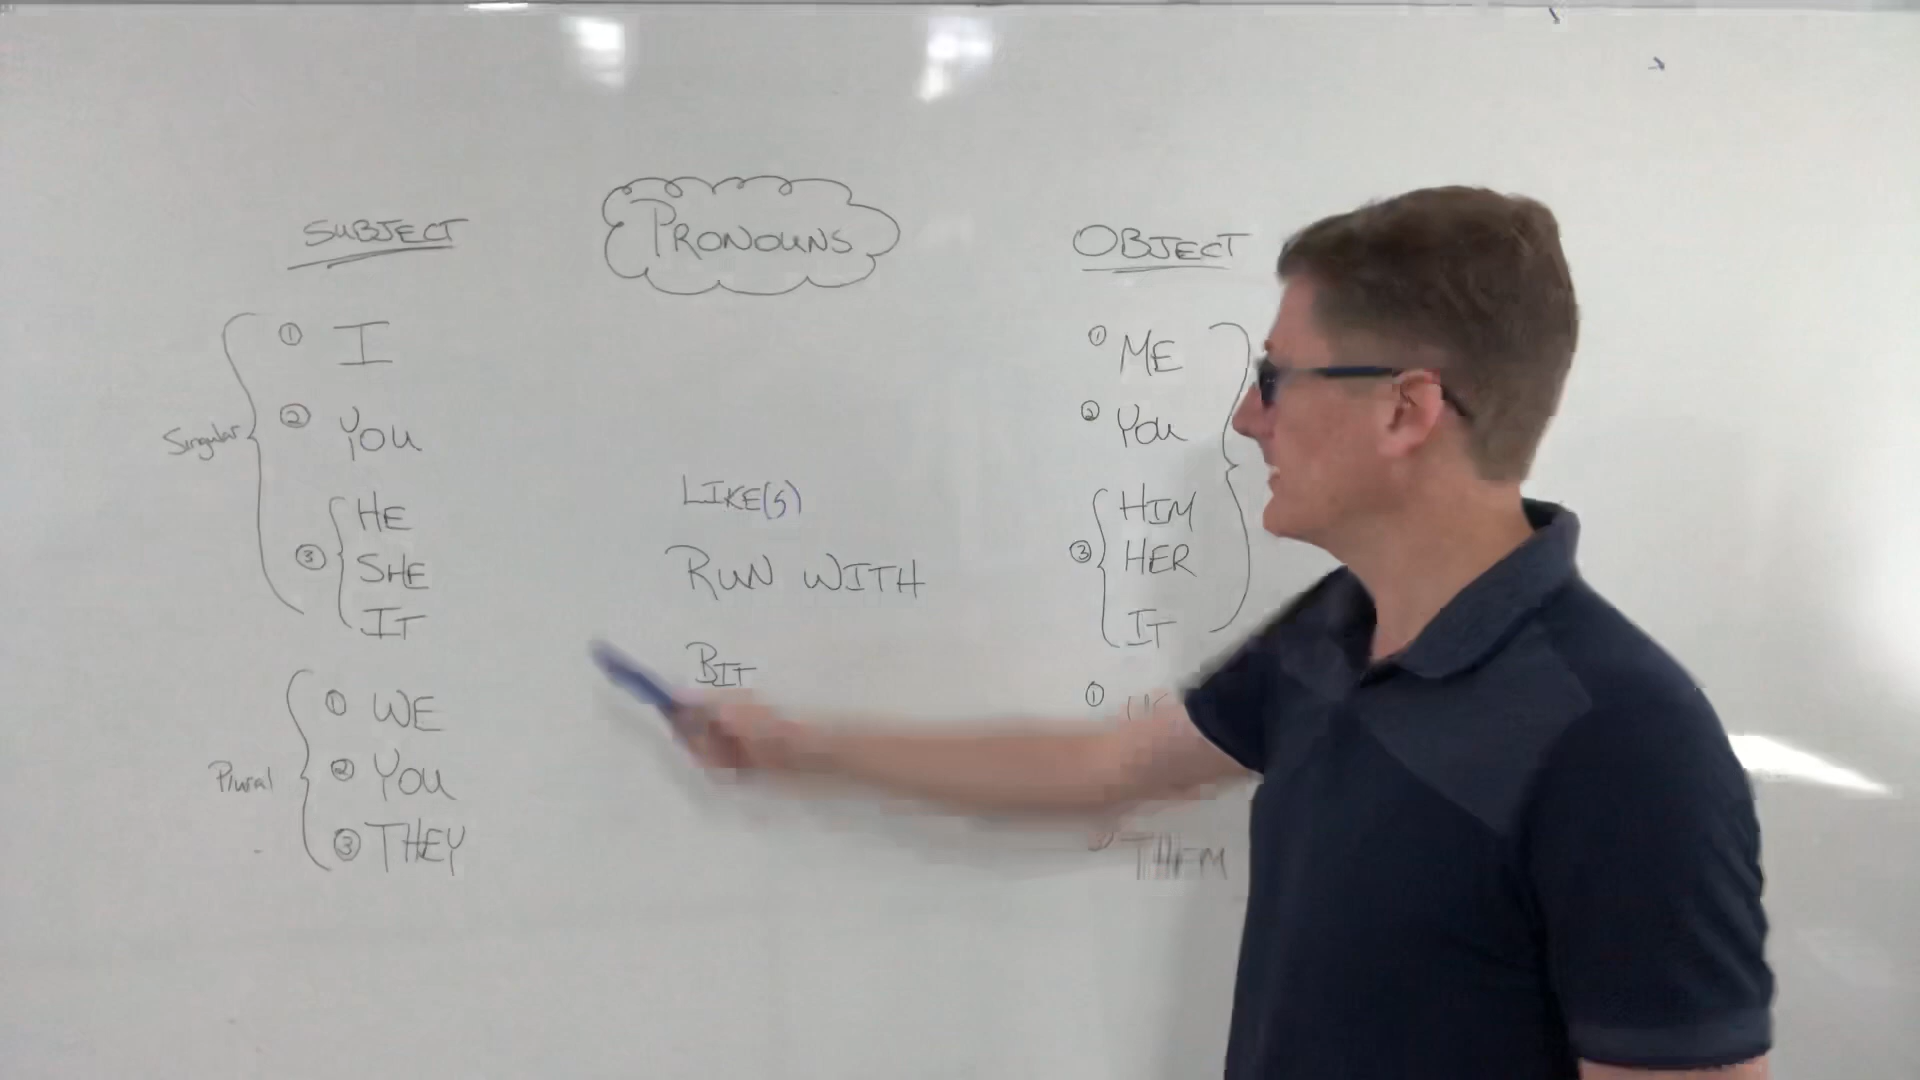 SUBJECT
PRONOUNS
OBJECT
Singular
① I
② You
③ HE
SHE
IT
Plural
① WE
② You
③ THEY
LIKE(S)
RUN WITH
BIT
① ME
② You
③ HIM
HER
IT
①
THEM